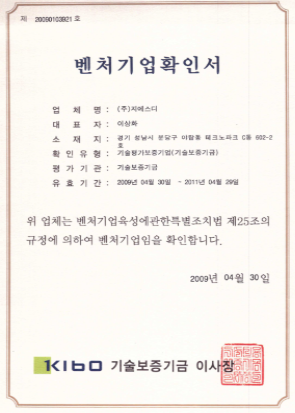 제 20090103921 호
벤처기업확인서
업 체 명 : (주)지에스디
대 표 자 : 이상화
소 재 지 : 경기 성남시 분당구 야탑동 테크노파크 C동 602-2
호
확 인 유 형 : 기술평가보증기업(기술보증기금)
평 가 기 관 : 기술보증기금
유 효 기 간 : 2009년 04월 30일 ~ 2011년 04월 29일
위 업체는 벤처기업육성에관한특별조치법 제25조의
규정에 의하여 벤처기업임을 확인합니다.
2009년 04월 30일
KIBO 기술보증기금 이사장